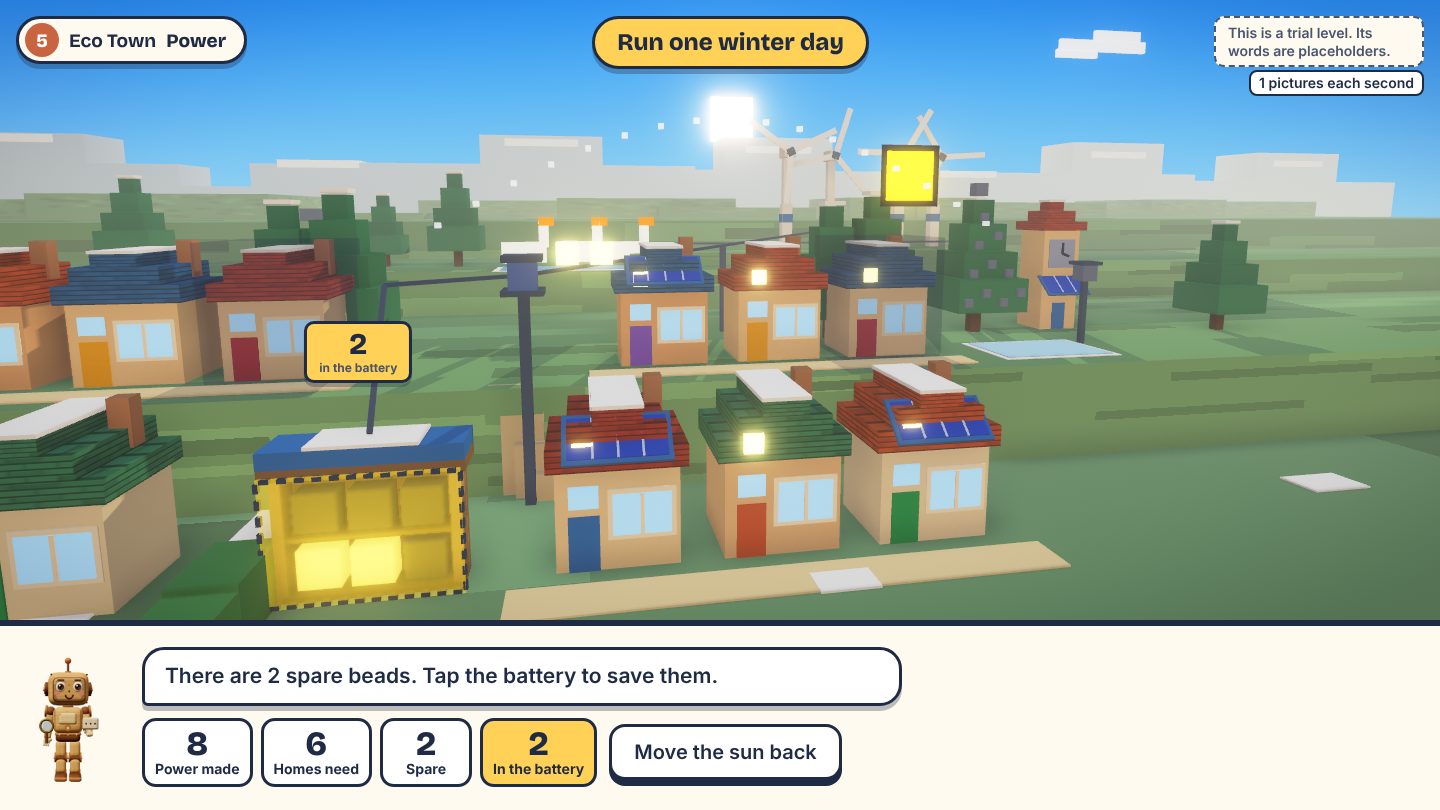 5 Eco Town Power
Run one winter day
This is a trial level. Its
words are placeholders.
1 pictures each second
2
in the battery
There are 2 spare beads. Tap the battery to save them.
8
Power made
6
Homes need
2
Spare
2
In the battery
Move the sun back